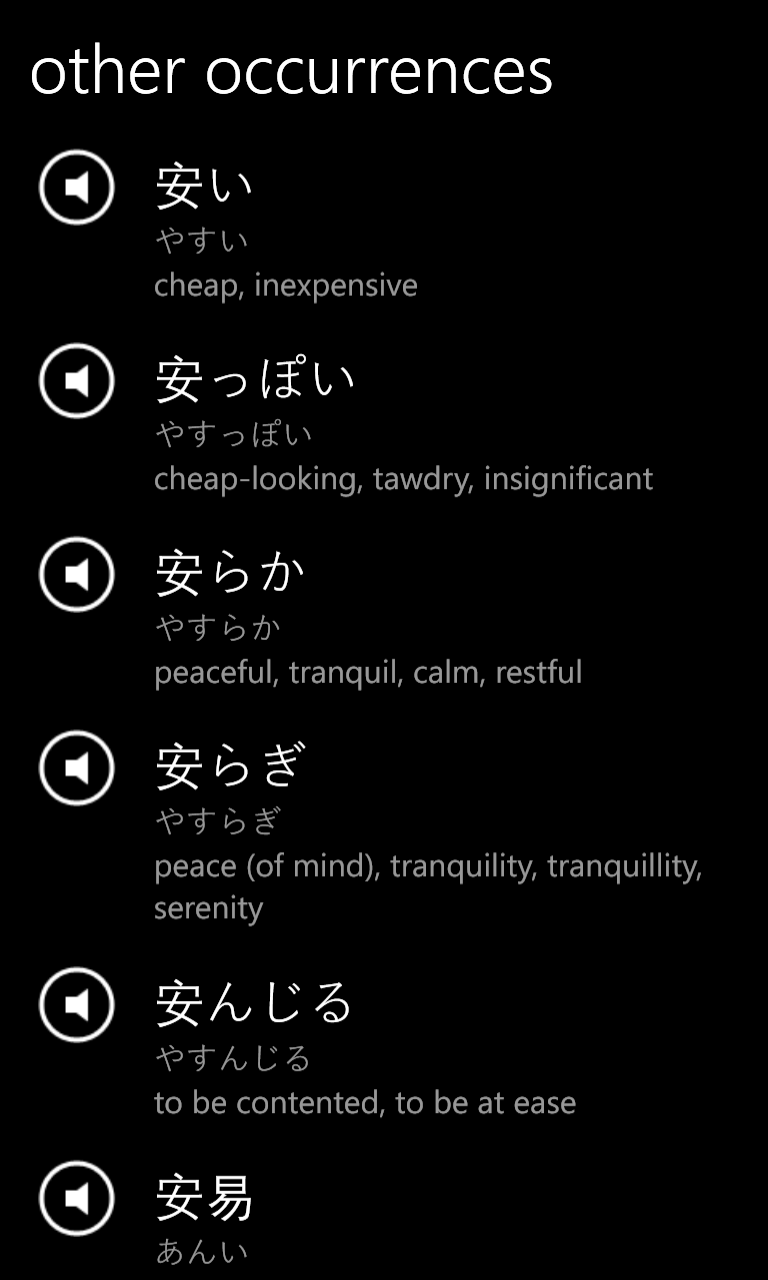 other occurrences
安い
やすい
cheap, inexpensive
安っぽい
やすっぽい
cheap-looking, tawdry, insignificant
安らか
やすらか
peaceful, tranquil, calm, restful
安らぎ
やすらぎ
peace (of mind), tranquility, tranquillity,
serenity
安んじる
やすんじる
to be contented, to be at ease
安易
あんい